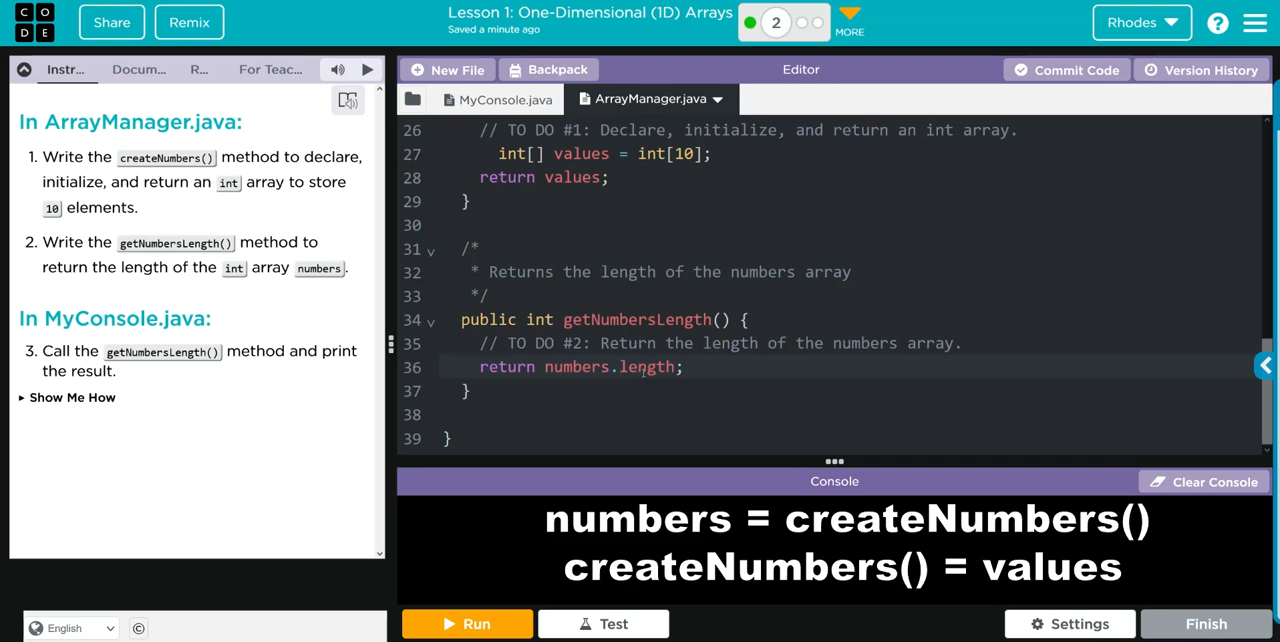 C O
D E
Share
Remix
Lesson 1: One-Dimensional (1D) Arrays
Saved a minute ago
2
MORE
Rhodes
?
Instr...
Docum...
R...
For Teac...
New File
Backpack
Editor
Commit Code
Version History
MyConsole.java
ArrayManager.java
In ArrayManager.java:
1. Write the createNumbers() method to declare,
initialize, and return an int array to store
10 elements.
2. Write the getNumbersLength() method to
return the length of the int array numbers.
In MyConsole.java:
3. Call the getNumbersLength() method and print
the result.
Show Me How
26 // TO DO #1: Declare, initialize, and return an int array.
27 int[] values = int[10];
28 return values;
29 }
30
31 /*
32 * Returns the length of the numbers array
33 */
34 public int getNumbersLength() {
35 // TO DO #2: Return the length of the numbers array.
36 return numbers.length;
37 }
38
39 }
Console
Clear Console
numbers = createNumbers()
createNumbers() = values
English
©
Run
Test
Settings
Finish